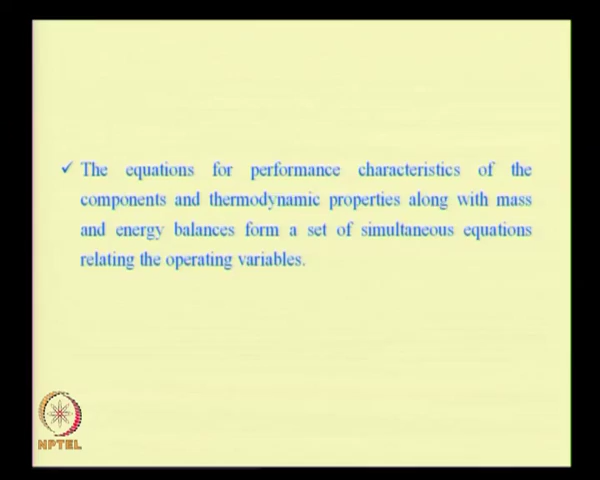 ✓ The equations for performance characteristics of the
components and thermodynamic properties along with mass
and energy balances form a set of simultaneous equations
relating the operating variables.
NPTEL